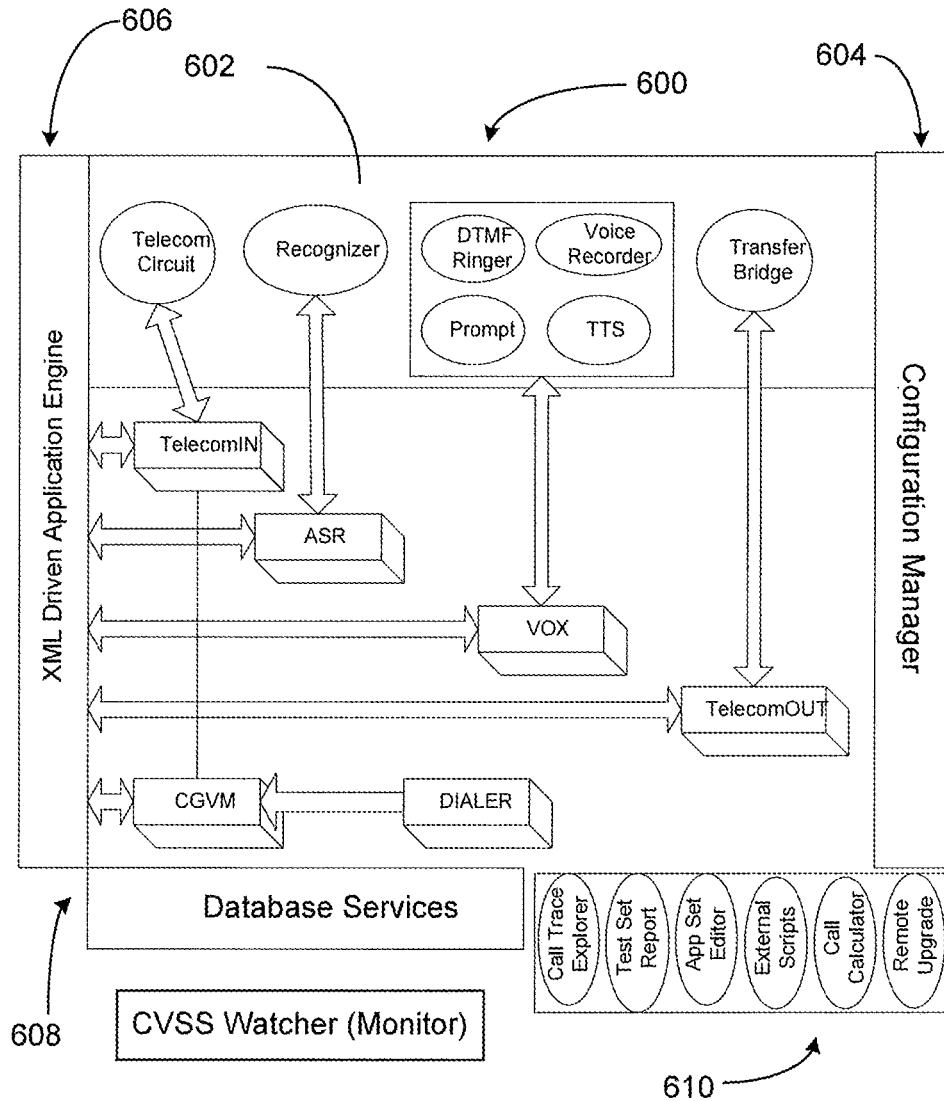 606
602
600
604
Telecom
Circuit
Recognizer
DTMF
Ringer
Voice
Recorder
Prompt
TTS
Transfer
Bridge
XML Driven Application Engine
Configuration Manager
TelecomIN
ASR
VOX
TelecomOUT
CGVM
DIALER
Database Services
Call Trace
Explorer
Test Set
Report
App Set
Editor
External
Scripts
Call
Calculator
Remote
Upgrade
CVSS Watcher (Monitor)
608
610